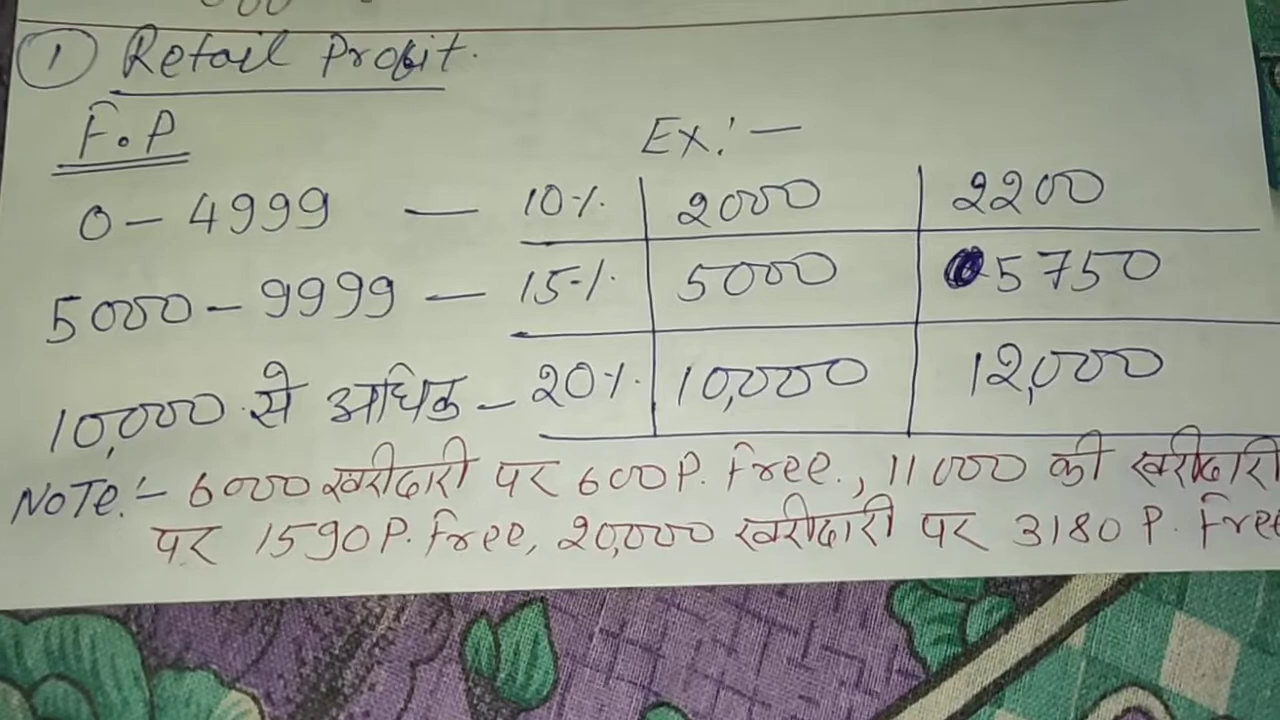 ① Retail Profit.
F.P
Ex:-
0-4999 — 10% 2000 2200
5000-9999 — 15% 5000 5750
10,000 से अधिक - 20% 10,000 12,000
NOTE:- 6000 खरीदारी पर 600 P. Free., 11000 की खरीदारी
पर 1590 P. Free, 20,000 खरीदारी पर 3180 P. Free